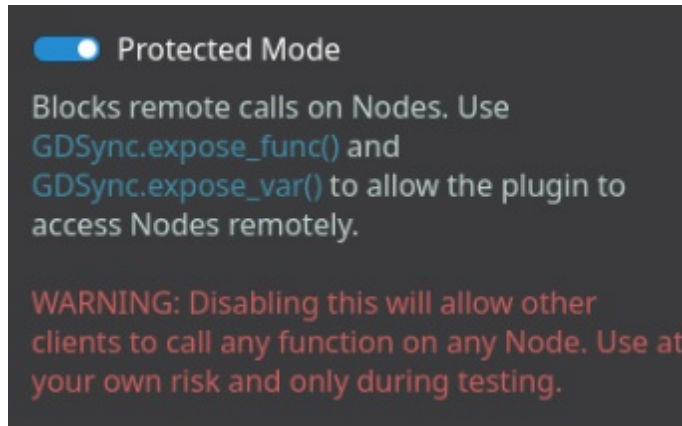 Protected Mode
Blocks remote calls on Nodes. Use
GDSync.expose_func() and
GDSync.expose_var() to allow the plugin to
access Nodes remotely.
WARNING: Disabling this will allow other
clients to call any function on any Node. Use at
your own risk and only during testing.